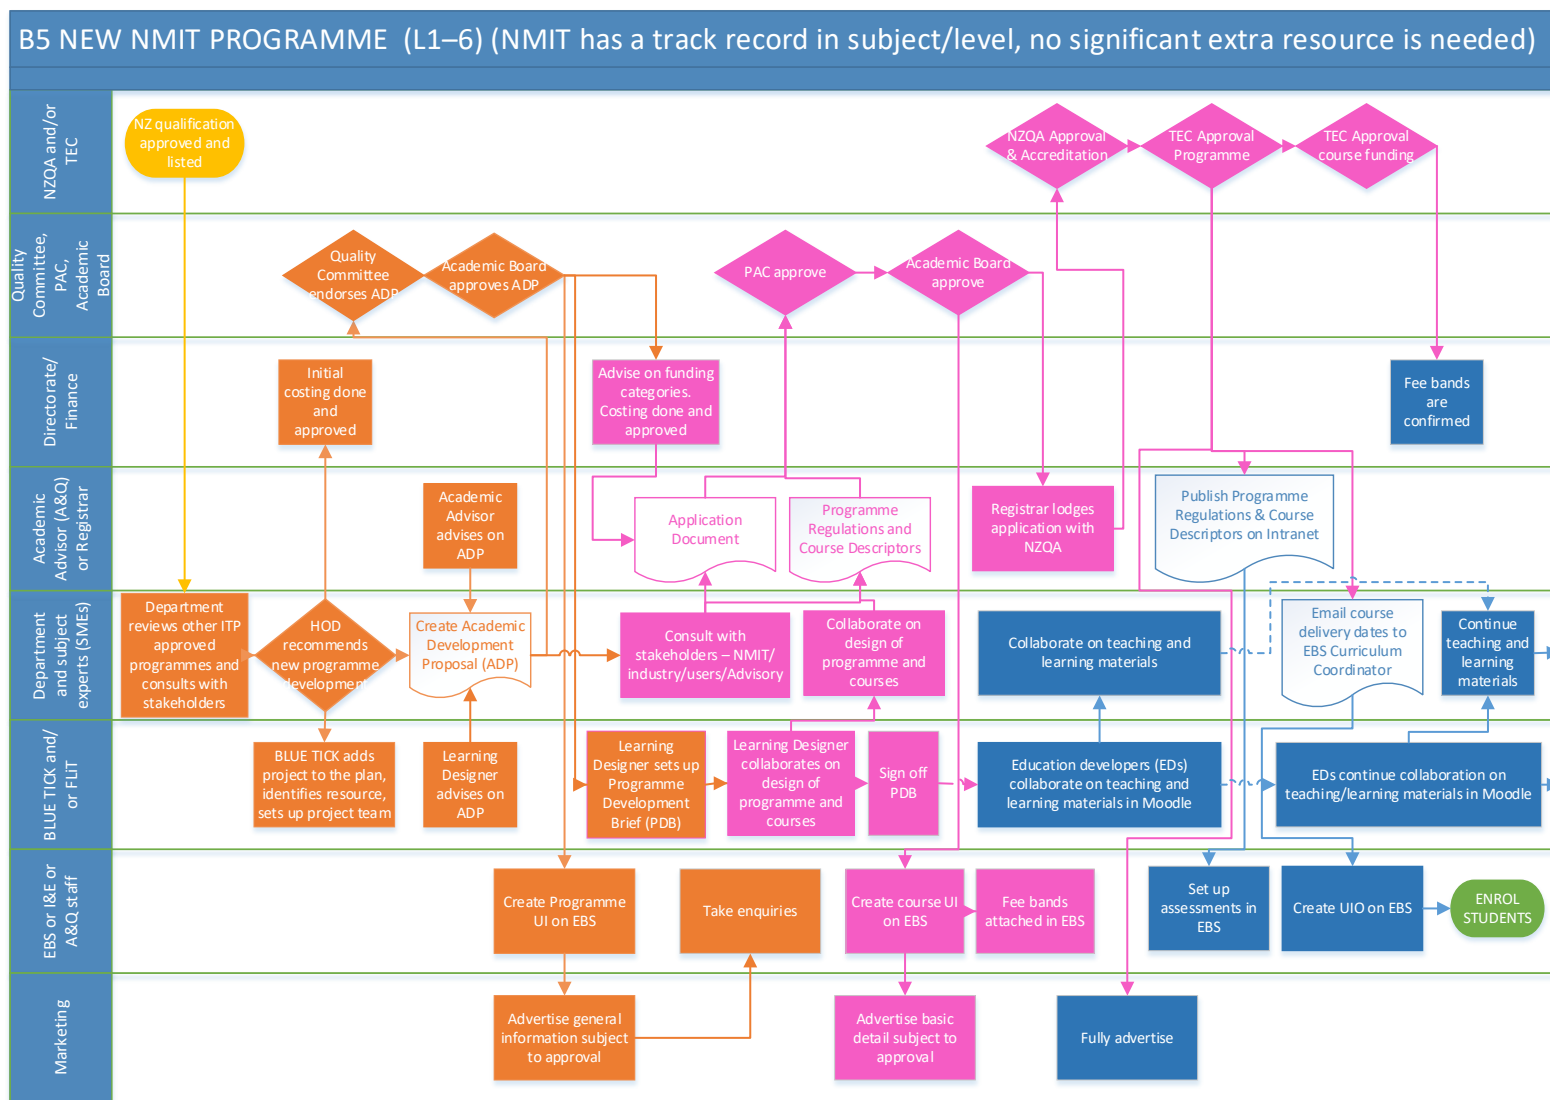 B5 NEW NMIT PROGRAMME (L1–6) (NMIT has a track record in subject/level, no significant extra resource is needed)
NZQA and/or
TEC
NZ qualification
approved and
listed
NZQA Approval
& Accreditation
TEC Approval
Programme
TEC Approval
course funding
Quality
Committee,
PAC,
Academic
Board
Quality
Committee
endorses ADP
Academic Board
approves ADP
PAC approve
Academic Board
approve
Directorate/
Finance
Initial
costing done
and
approved
Advise on funding
categories.
Costing done and
approved
Fee bands
are
confirmed
Academic
Advisor (A&Q)
or Registrar
Academic
Advisor
advises on
ADP
Application
Document
Programme
Regulations and
Course Descriptors
Registrar lodges
application with
NZQA
Publish Programme
Regulations & Course
Descriptors on Intranet
Department
and subject
experts (SMEs)
Department
reviews other ITP
approved
programmes and
consults with
stakeholders
HOD
recommends
new programme
development
Create Academic
Development
Proposal (ADP)
Consult with
stakeholders – NMIT/
industry/users/Advisory
Collaborate on
design of
programme and
courses
Collaborate on teaching and
learning materials
Email course
delivery dates to
EBS Curriculum
Coordinator
Continue
teaching and
learning
materials
BLUE TICK and/
or FLiT
BLUE TICK adds
project to the plan,
identifies resource,
sets up project team
Learning
Designer
advises on
ADP
Learning
Designer sets up
Programme
Development
Brief (PDB)
Learning Designer
collaborates on
design of
programme and
courses
Sign off
PDB
Education developers (EDs)
collaborate on teaching and
learning materials in Moodle
EDs continue collaboration on
teaching/learning materials in Moodle
EBS or I&E or
A&Q staff
Create Programme
UI on EBS
Take enquiries
Create course UI
on EBS
Fee bands
attached in EBS
Set up
assessments in
EBS
Create UIO on EBS
ENROL
STUDENTS
Marketing
Advertise general
information subject
to approval
Advertise basic
detail subject to
approval
Fully advertise